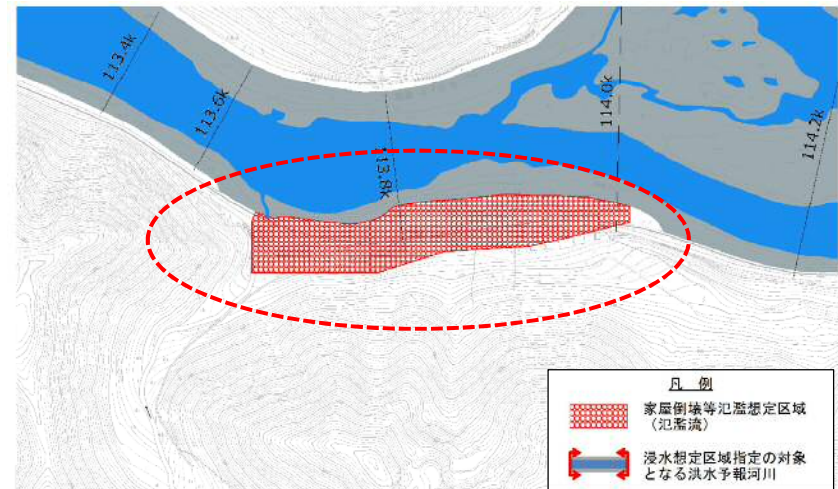 113.4k
113.6k
113.8k
114.0k
114.2k
凡 例
家屋倒壊等氾濫想定区域
(氾濫流)
浸水想定区域指定の対象
となる洪水予報河川